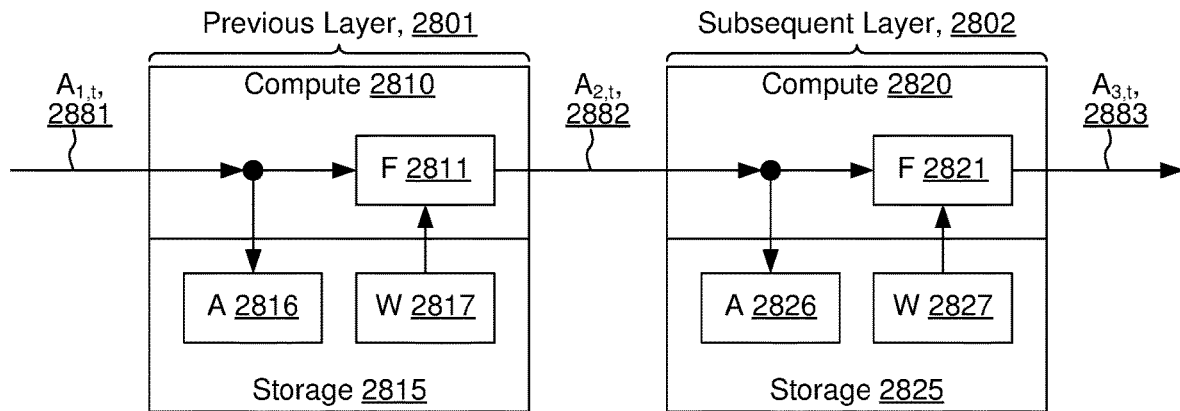 Previous Layer, 2801
Subsequent Layer, 2802
A1,t,
2881
Compute 2810
A2,t,
2882
Compute 2820
A3,t,
2883
F 2811
F 2821
A 2816
W 2817
A 2826
W 2827
Storage 2815
Storage 2825